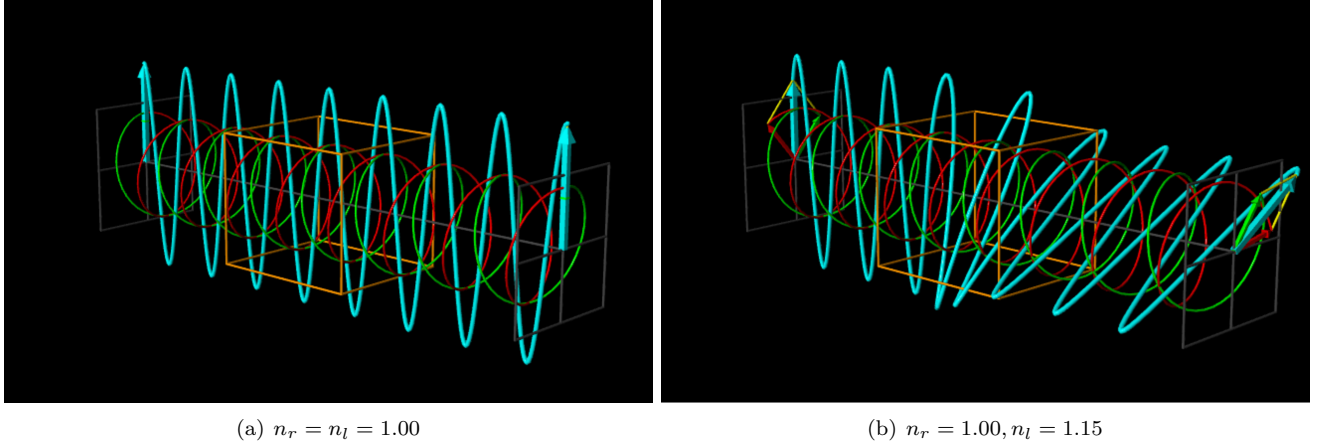 (a) $n_r = n_l = 1.00$
(b) $n_r = 1.00, n_l = 1.15$